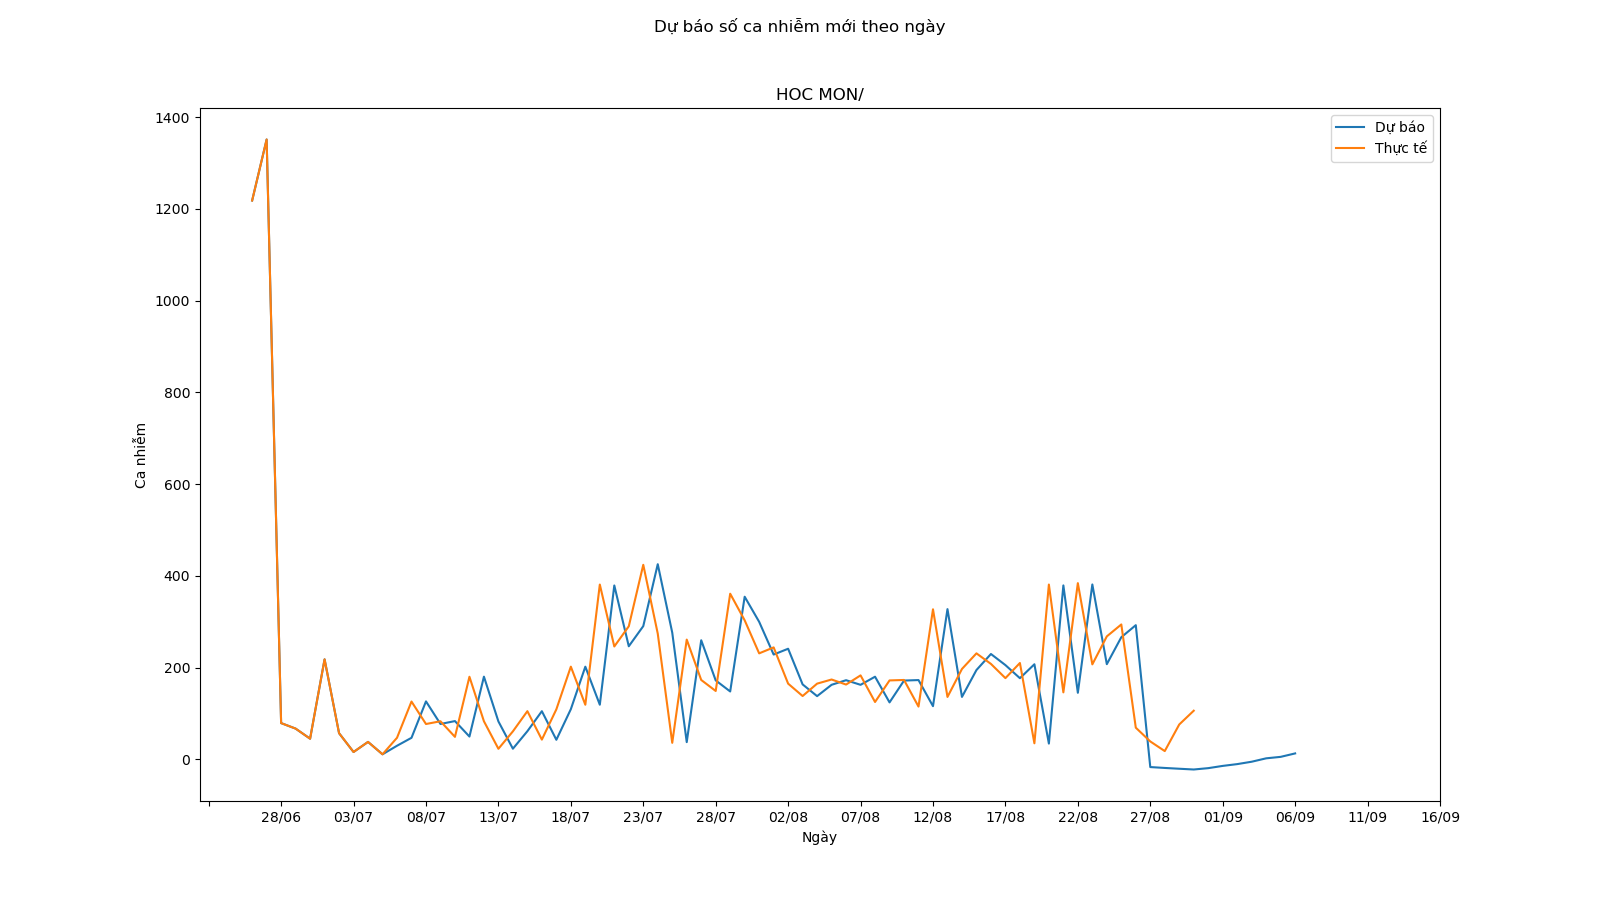 Dự báo số ca nhiễm mới theo ngày
HOC MON/
Dự báo
Thực tế
1400
1200
1000
800
600
400
200
0
Ca nhiễm
28/06 03/07 08/07 13/07 18/07 23/07 28/07 02/08 07/08 12/08 17/08 22/08 27/08 01/09 06/09 11/09 16/09
Ngày